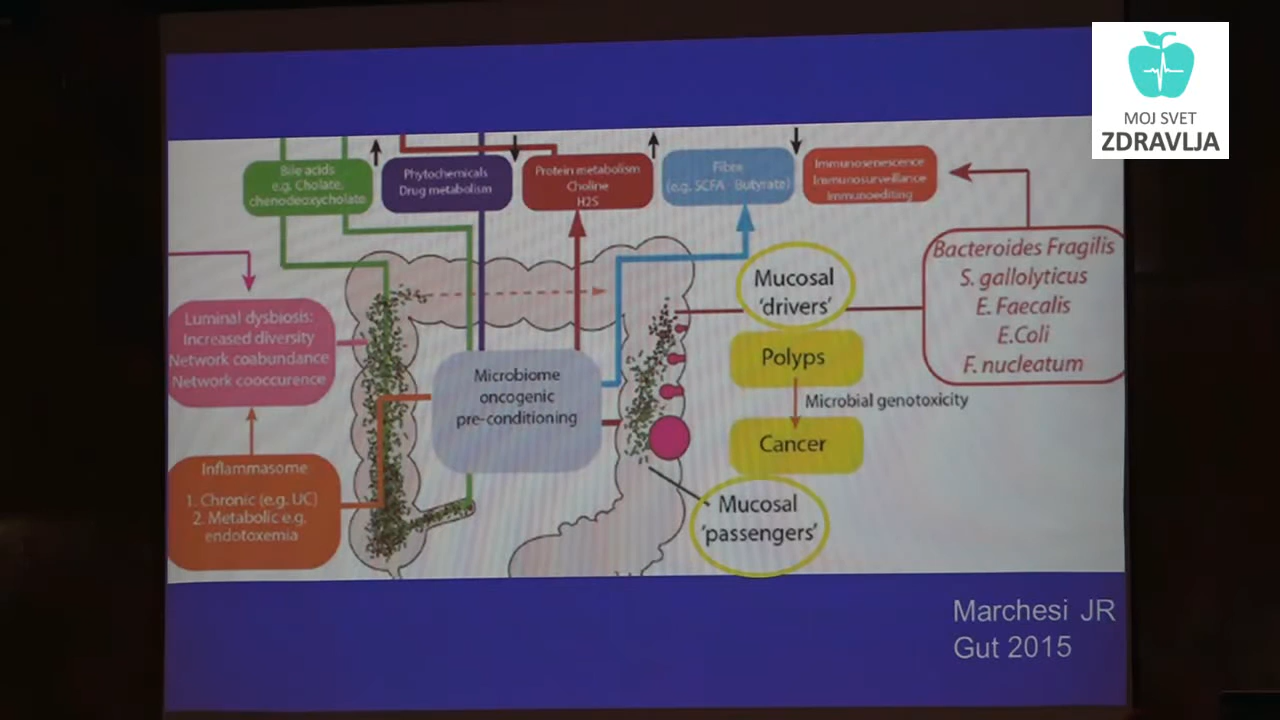 MOJ SVET
ZDRAVLJA
Bile acids
e.g. Cholate,
chenodeoxycholate
Phytochemicals
Drug metabolism
Protein metabolism
Choline
H2S
Fibre
(e.g. SCFA - Butyrate)
Immunosenescence
Immunosurveillance
Immunoediting
Bacteroides Fragilis
S. gallolyticus
E. Faecalis
E.Coli
F. nucleatum
Mucosal
'drivers'
Polyps
Microbial genotoxicity
Cancer
Mucosal
'passengers'
Luminal dysbiosis:
Increased diversity
Network coabundance
Network cooccurence
Microbiome
oncogenic
pre-conditioning
Inflammasome
1. Chronic (e.g. UC)
2. Metabolic e.g.
endotoxemia
Marchesi JR
Gut 2015